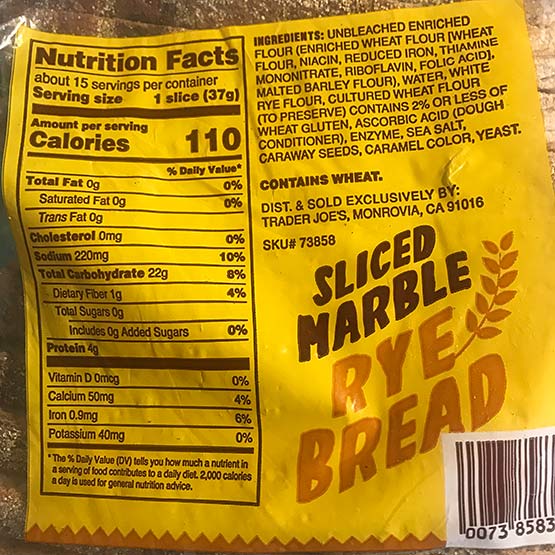 Nutrition Facts
about 15 servings per container
Serving size 1 slice (37g)
Amount per serving
Calories 110
% Daily Value*
Total Fat 0g 0%
Saturated Fat 0g 0%
Trans Fat 0g
Cholesterol 0mg 0%
Sodium 220mg 10%
Total Carbohydrate 22g 8%
Dietary Fiber 1g 4%
Total Sugars 0g
Includes 0g Added Sugars 0%
Protein 4g
Vitamin D 0mcg 0%
Calcium 50mg 4%
Iron 0.9mg 6%
Potassium 40mg 0%
*The % Daily Value (DV) tells you how much a nutrient in
a serving of food contributes to a daily diet. 2,000 calories
a day is used for general nutrition advice.
INGREDIENTS: UNBLEACHED ENRICHED
FLOUR (ENRICHED WHEAT FLOUR [WHEAT
FLOUR, NIACIN, REDUCED IRON, THIAMINE
MONONITRATE, RIBOFLAVIN, FOLIC ACID],
MALTED BARLEY FLOUR), WATER, WHITE
RYE FLOUR, CULTURED WHEAT FLOUR
(TO PRESERVE) CONTAINS 2% OR LESS OF
WHEAT GLUTEN, ASCORBIC ACID (DOUGH
CONDITIONER), ENZYME, SEA SALT,
CARAWAY SEEDS, CARAMEL COLOR, YEAST.
CONTAINS WHEAT.
DIST. & SOLD EXCLUSIVELY BY:
TRADER JOE'S, MONROVIA, CA 91016
SKU# 73858
SLICED
MARBLE
RYE
BREAD
0073 8583